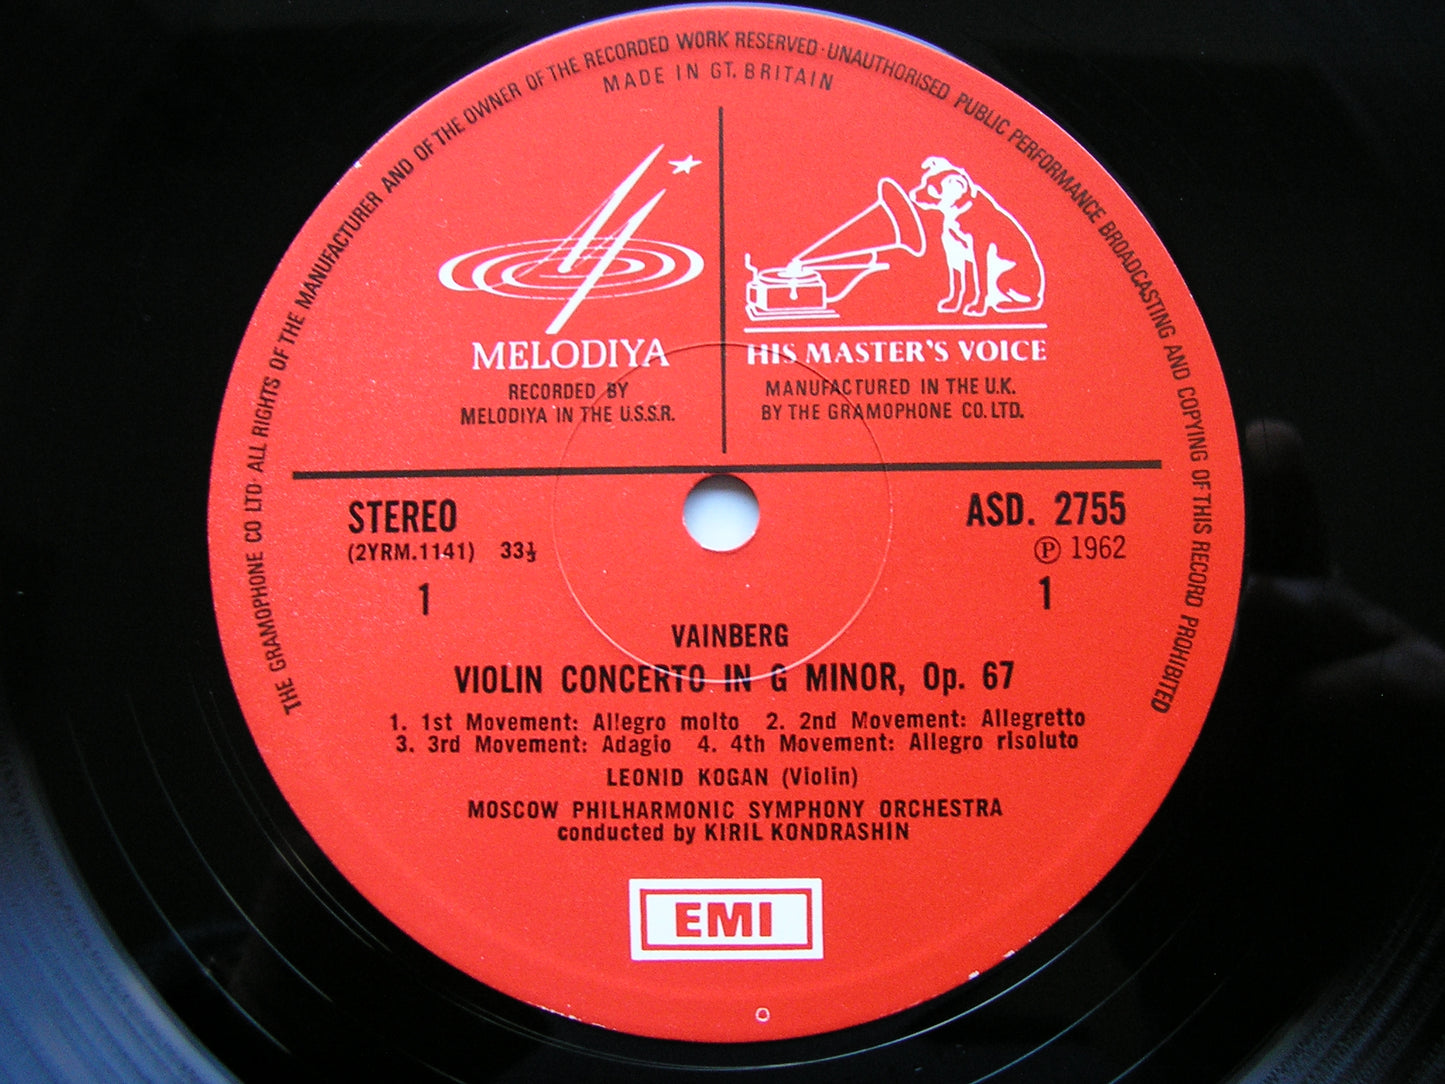 THE GRAMOPHONE CO LTD · ALL RIGHTS OF THE MANUFACTURER AND OF THE OWNER OF THE RECORDED WORK RESERVED · UNAUTHORISED PUBLIC PERFORMANCE BROADCASTING AND COPYING OF THIS RECORD PROHIBITED
MADE IN GT. BRITAIN
MELODIYA
RECORDED BY
MELODIYA IN THE U.S.S.R.
HIS MASTER'S VOICE
MANUFACTURED IN THE U.K.
BY THE GRAMOPHONE CO. LTD.
STEREO
(2YRM.1141) 33⅓
1
ASD. 2755
Ⓟ 1962
1
VAINBERG
VIOLIN CONCERTO IN G MINOR, Op. 67
1. 1st Movement: Allegro molto 2. 2nd Movement: Allegretto
3. 3rd Movement: Adagio 4. 4th Movement: Allegro risoluto
LEONID KOGAN (Violin)
MOSCOW PHILHARMONIC SYMPHONY ORCHESTRA
conducted by KIRIL KONDRASHIN
EMI